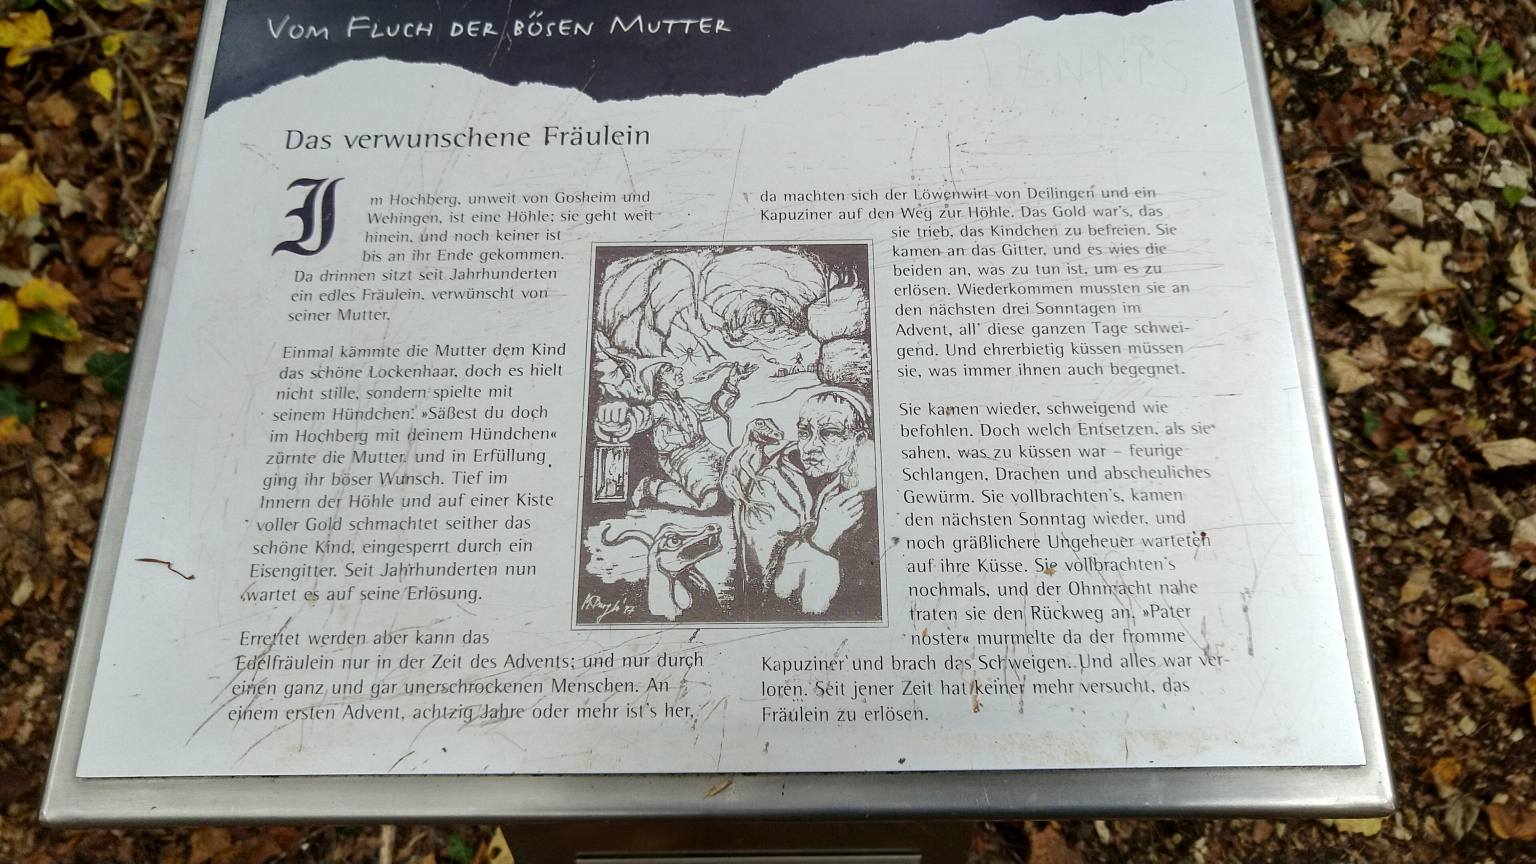 VOM FLUCH DER BÖSEN MUTTER
Das verwunschene Fräulein
Im Hochberg, unweit von Gosheim und
Wehingen, ist eine Höhle; sie geht weit
hinein, und noch keiner ist
bis an ihr Ende gekommen.
Da drinnen sitzt seit Jahrhunderten
ein edles Fräulein, verwünscht von
seiner Mutter.
Einmal kämmte die Mutter dem Kind
das schöne Lockenhaar, doch es hielt
nicht stille, sondern spielte mit
seinem Hündchen: »Säßest du doch
im Hochberg mit deinem Hündchen«
zürnte die Mutter, und in Erfüllung
ging ihr böser Wunsch. Tief im
Innern der Höhle und auf einer Kiste
voller Gold schmachtet seither das
schöne Kind, eingesperrt durch ein
Eisengitter. Seit Jahrhunderten nun
wartet es auf seine Erlösung.
Errettet werden aber kann das
Edelfräulein nur in der Zeit des Advents; und nur durch
einen ganz und gar unerschrockenen Menschen. An
einem ersten Advent, achtzig Jahre oder mehr ist's her,
da machten sich der Löwenwirt von Deilingen und ein
Kapuziner auf den Weg zur Höhle. Das Gold war's, das
sie trieb, das Kindchen zu befreien. Sie
kamen an das Gitter, und es wies die
beiden an, was zu tun ist, um es zu
erlösen. Wiederkommen mussten sie an
den nächsten drei Sonntagen im
Advent, all' diese ganzen Tage schwei-
gend. Und ehrerbietig küssen müssen
sie, was immer ihnen auch begegnet.
Sie kamen wieder, schweigend wie
befohlen. Doch welch Entsetzen, als sie
sahen, was zu küssen war – feurige
Schlangen, Drachen und abscheuliches
Gewürm. Sie vollbrachten's, kamen
den nächsten Sonntag wieder, und
noch gräßlichere Ungeheuer warteten
auf ihre Küsse. Sie vollbrachten's
nochmals, und der Ohnmacht nahe
traten sie den Rückweg an. »Pater
noster« murmelte da der fromme
Kapuziner und brach das Schweigen. Und alles war ver-
loren. Seit jener Zeit hat keiner mehr versucht, das
Fräulein zu erlösen.